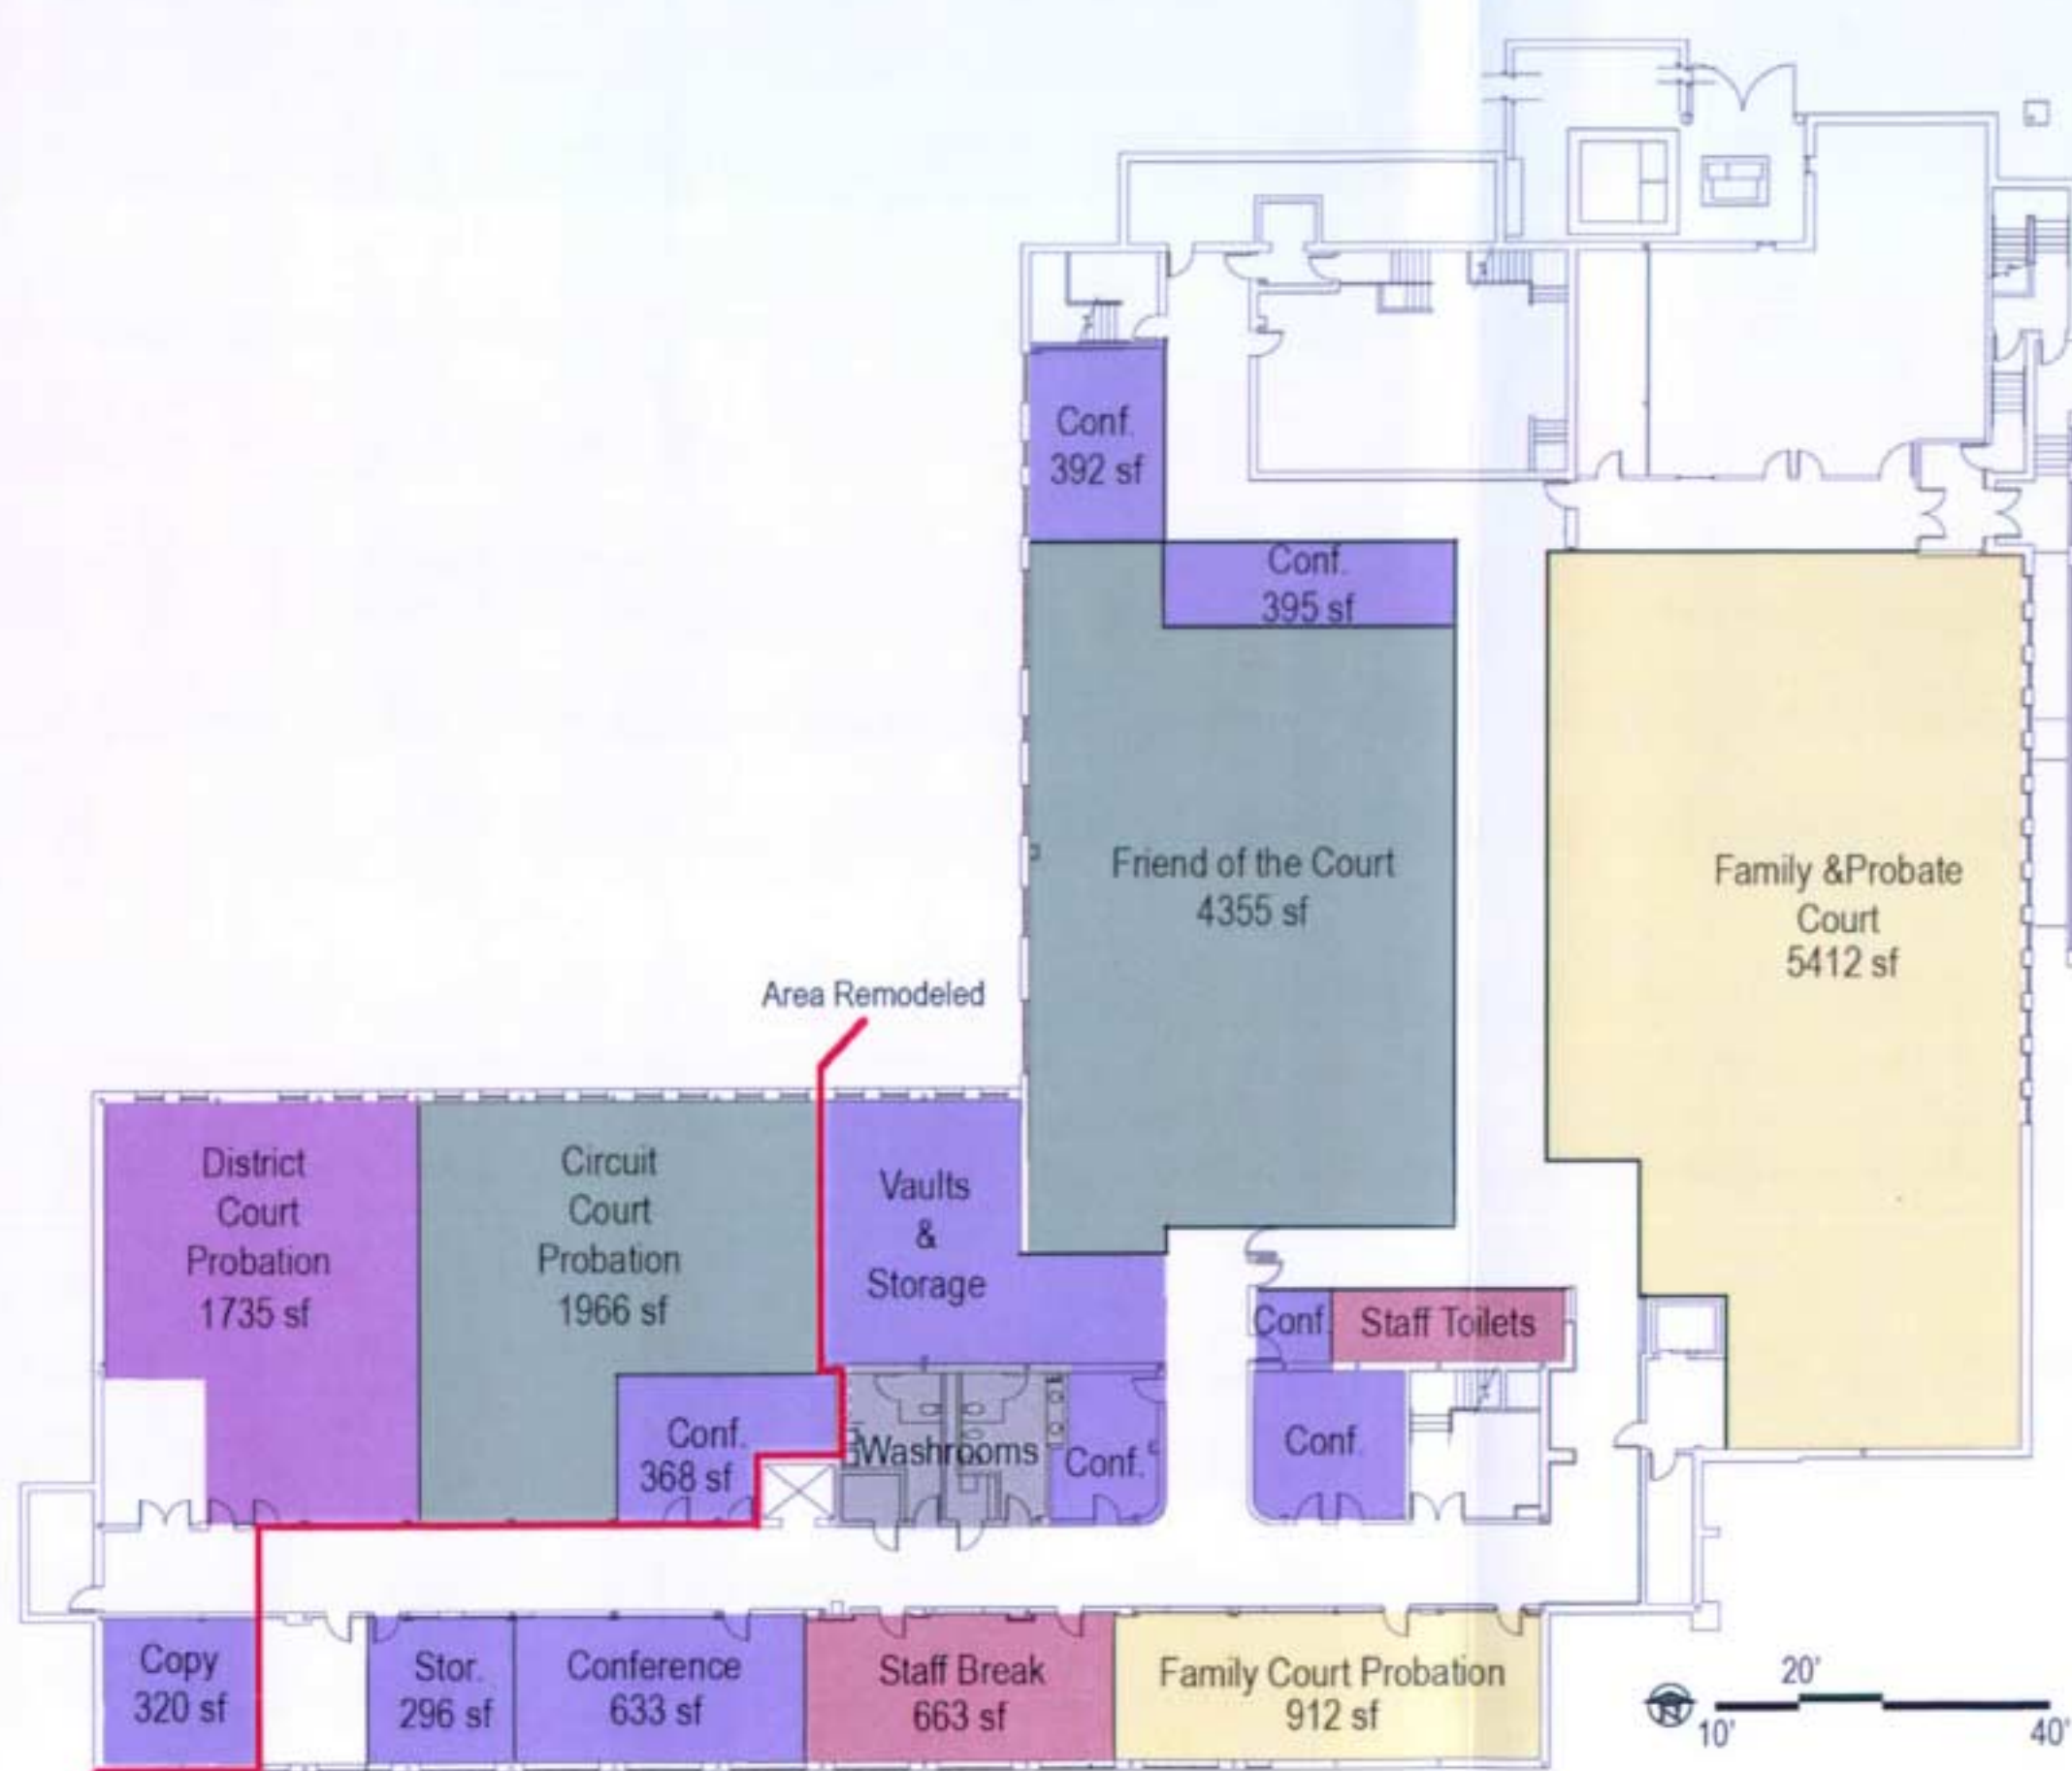 Conf.
392 sf
Conf.
395 sf
Friend of the Court
4355 sf
Family &Probate
Court
5412 sf
Area Remodeled
District
Court
Probation
1735 sf
Circuit
Court
Probation
1966 sf
Vaults
&
Storage
Conf.
Staff Toilets
Conf.
368 sf
Washrooms
Conf.
Conf.
Copy
320 sf
Stor.
296 sf
Conference
633 sf
Staff Break
663 sf
Family Court Probation
912 sf
N
20'
10'
40'